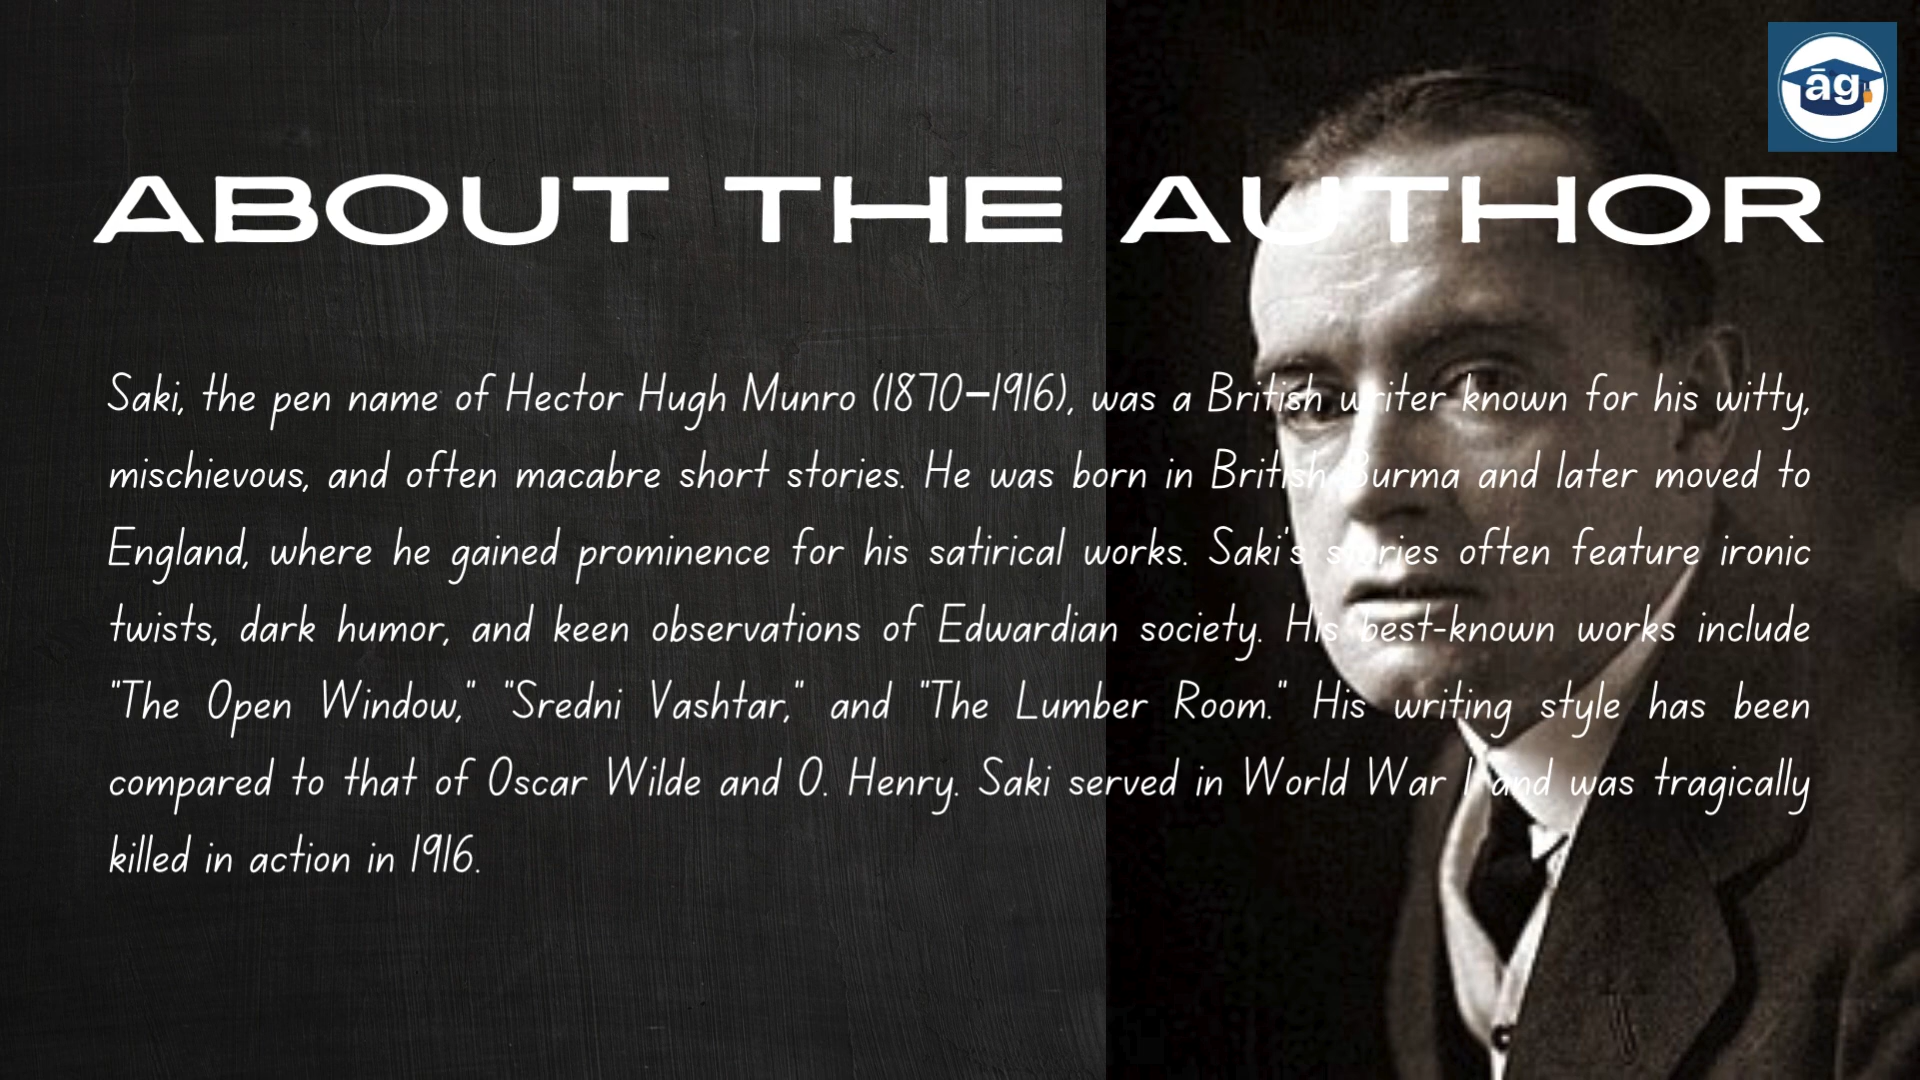 āg
ABOUT THE AUTHOR
Saki, the pen name of Hector Hugh Munro (1870–1916), was a British writer known for his witty,
mischievous, and often macabre short stories. He was born in British Burma and later moved to
England, where he gained prominence for his satirical works. Saki's stories often feature ironic
twists, dark humor, and keen observations of Edwardian society. His best-known works include
"The Open Window," "Sredni Vashtar," and "The Lumber Room." His writing style has been
compared to that of Oscar Wilde and O. Henry. Saki served in World War I and was tragically
killed in action in 1916.